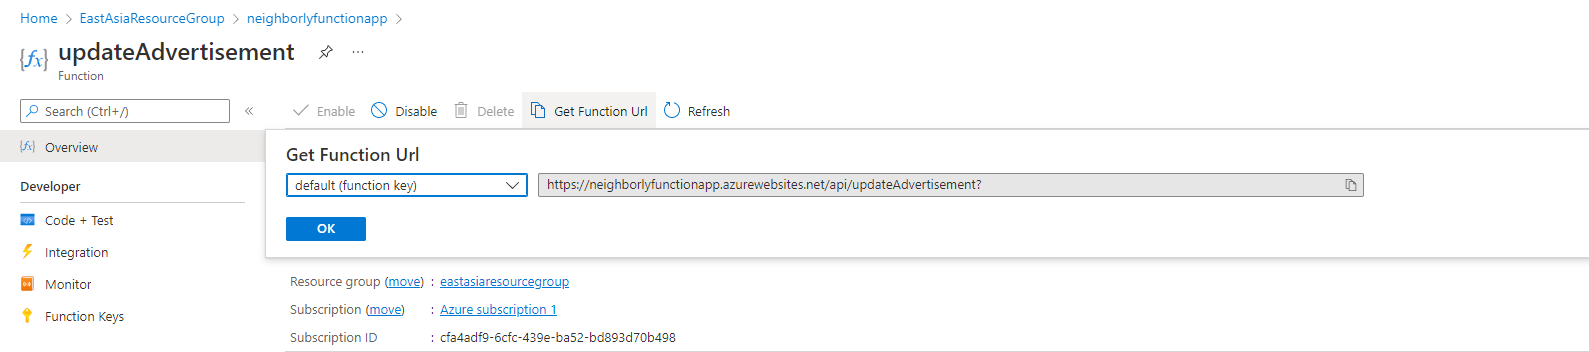 Home > EastAsiaResourceGroup > neighborlyfunctionapp >
{fx} updateAdvertisement ...
Function
Search (Ctrl+/) «
Enable Disable Delete Get Function Url Refresh
{fx} Overview
Get Function Url
default (function key) https://neighborlyfunctionapp.azurewebsites.net/api/updateAdvertisement?
OK
Developer
Code + Test
Integration
Monitor
Function Keys
Resource group (move) : eastasiaresourcegroup
Subscription (move) : Azure subscription 1
Subscription ID : cfa4adf9-6cfc-439e-ba52-bd893d70b498